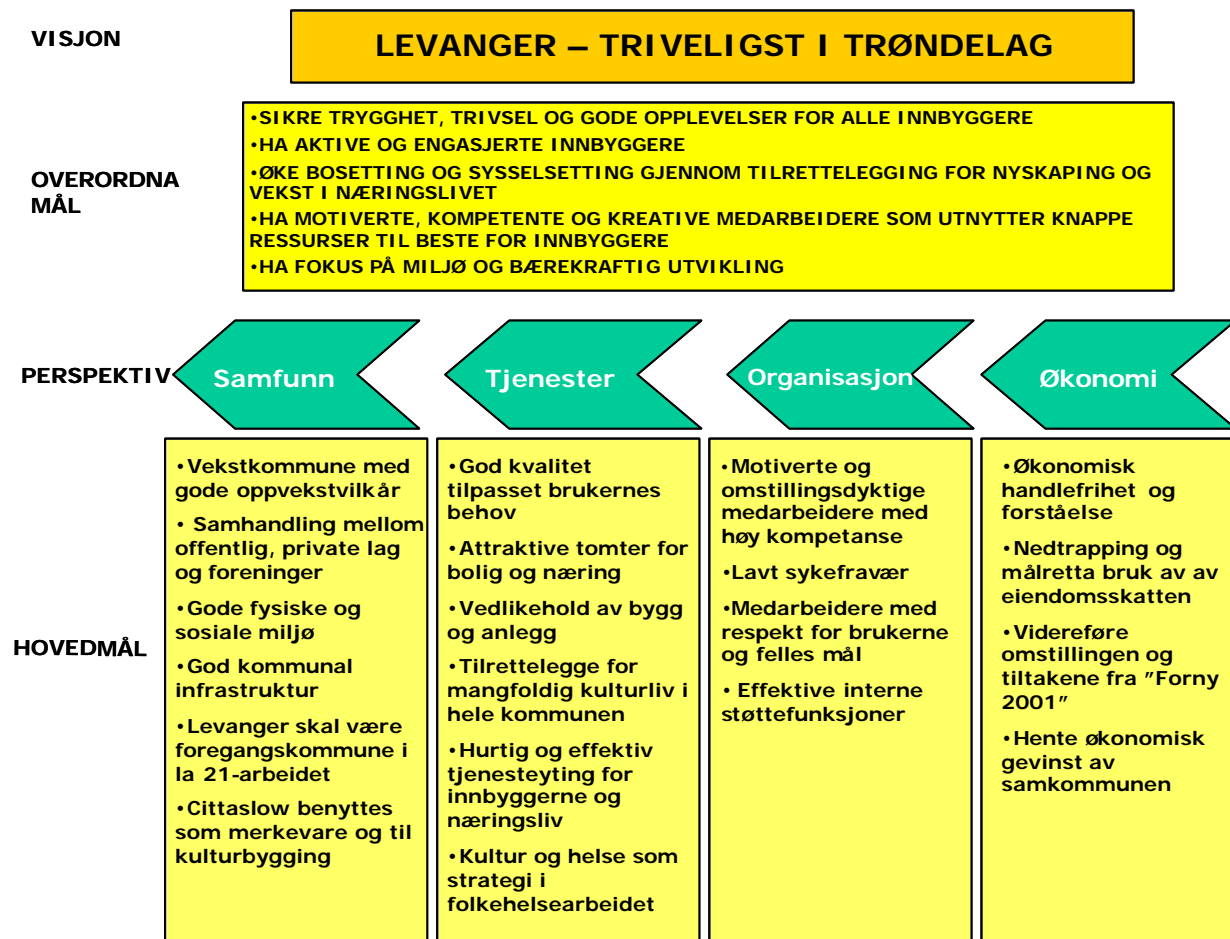 VISJON
LEVANGER – TRIVELIGST I TRØNDELAG
OVERORDNA
MÅL
•SIKRE TRYGGHET, TRIVSEL OG GODE OPPLEVELSER FOR ALLE INNBYGGERE
•HA AKTIVE OG ENGASJERTE INNBYGGERE
•ØKE BOSETTING OG SYSSELSETTING GJENNOM TILRETTELEGGING FOR NYSKAPING OG
VEKST I NÆRINGSLIVET
•HA MOTIVERTE, KOMPETENTE OG KREATIVE MEDARBEIDERE SOM UTNYTTER KNAPPE
RESSURSER TIL BESTE FOR INNBYGGERE
•HA FOKUS PÅ MILJØ OG BÆREKRAFTIG UTVIKLING
PERSPEKTIV
Samfunn
Tjenester
Organisasjon
Økonomi
HOVEDMÅL
•Vekstkommune med
gode oppvekstvilkår
• Samhandling mellom
offentlig, private lag
og foreninger
•Gode fysiske og
sosiale miljø
•God kommunal
infrastruktur
•Levanger skal være
foregangskommune i
la 21-arbeidet
•Cittaslow benyttes
som merkevare og til
kulturbygging
•God kvalitet
tilpasset brukernes
behov
•Attraktive tomter for
bolig og næring
•Vedlikehold av bygg
og anlegg
•Tilrettelegge for
mangfoldig kulturliv i
hele kommunen
•Hurtig og effektiv
tjenesteyting for
innbyggerne og
næringsliv
•Kultur og helse som
strategi i
folkehelsearbeidet
•Motiverte og
omstillingsdyktige
medarbeidere med
høy kompetanse
•Lavt sykefravær
•Medarbeidere med
respekt for brukerne
og felles mål
• Effektive interne
støttefunksjoner
•Økonomisk
handlefrihet og
forståelse
•Nedtrapping og
målretta bruk av av
eiendomsskatten
•Videreføre
omstillingen og
tiltakene fra "Forny
2001"
•Hente økonomisk
gevinst av
samkommunen